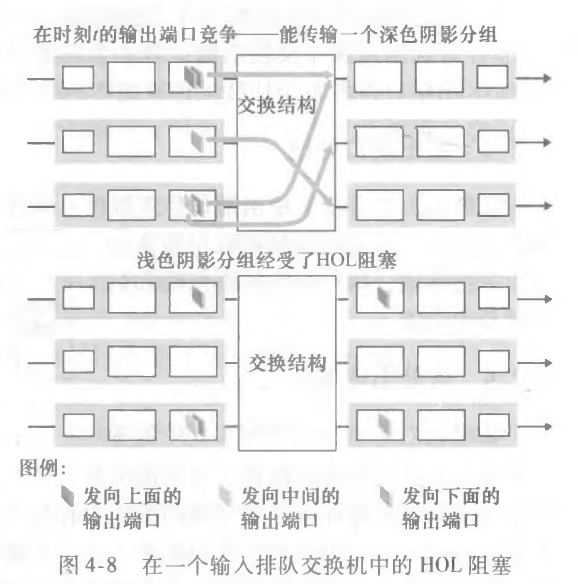 在时刻t的输出端口竞争——能传输一个深色阴影分组
交换结构
浅色阴影分组经受了HOL阻塞
交换结构
图例:
发向上面的
输出端口
发向中间的
输出端口
发向下面的
输出端口
图4-8 在一个输入排队交换机中的 HOL 阻塞